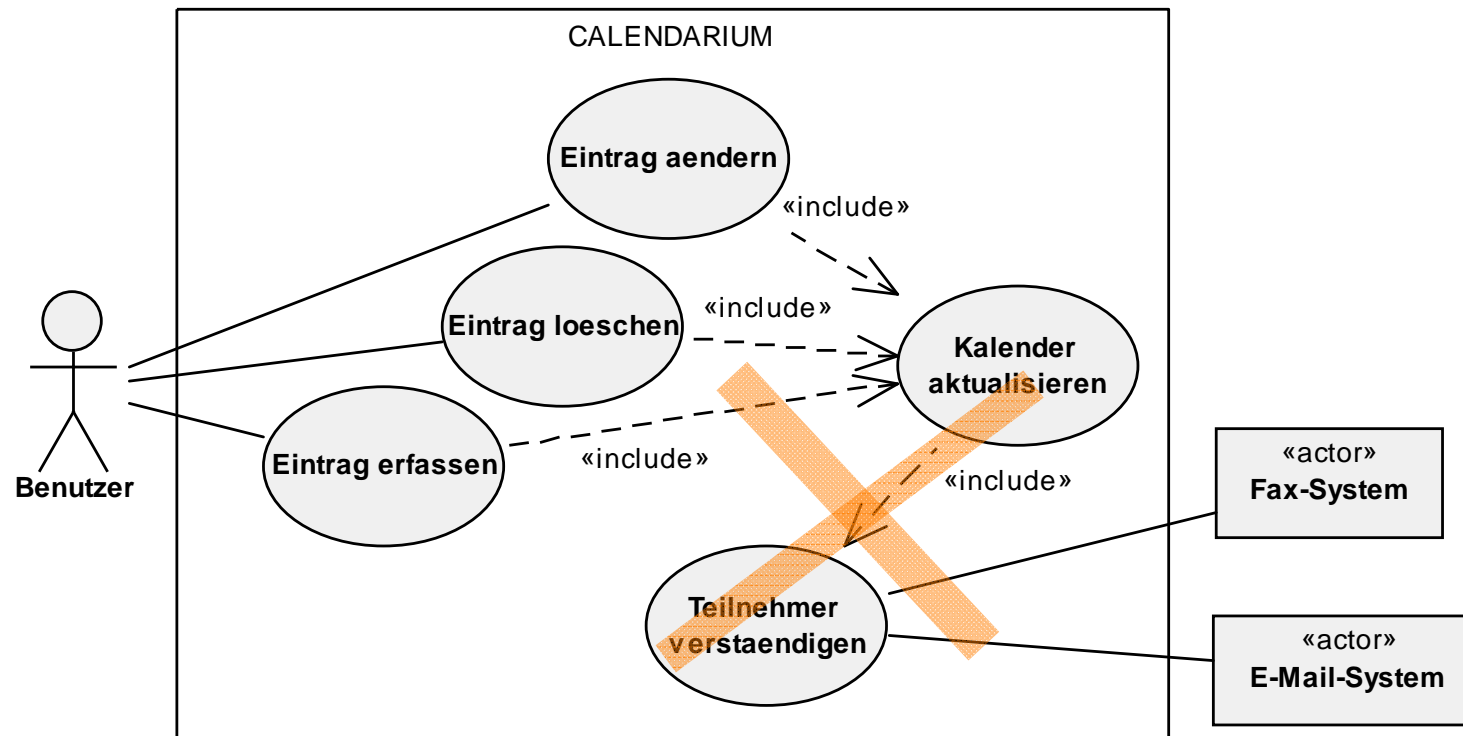 CALENDARIUM
Eintrag aendern
«include»
Eintrag loeschen
«include»
Kalender
aktualisieren
Eintrag erfassen
«include»
«include»
Benutzer
«actor»
Fax-System
Teilnehmer
verstaendigen
«actor»
E-Mail-System